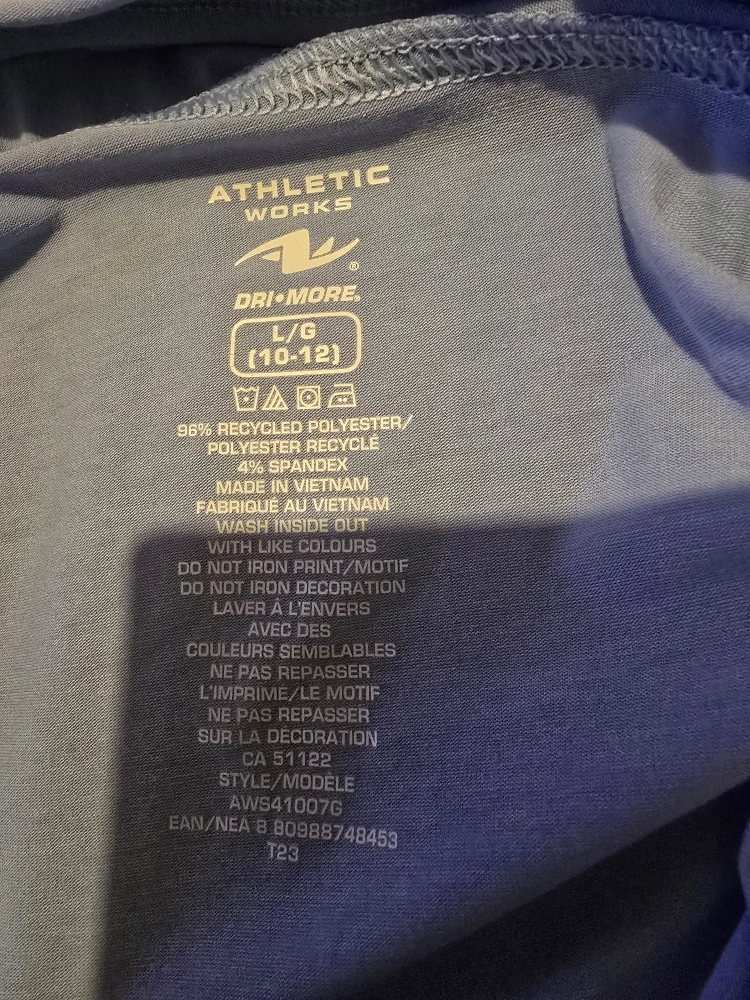 ATHLETIC
WORKS
®
DRI•MORE®
L/G
(10-12)
96% RECYCLED POLYESTER/
POLYESTER RECYCLÉ
4% SPANDEX
MADE IN VIETNAM
FABRIQUÉ AU VIETNAM
WASH INSIDE OUT
WITH LIKE COLOURS
DO NOT IRON PRINT/MOTIF
DO NOT IRON DECORATION
LAVER À L'ENVERS
AVEC DES
COULEURS SEMBLABLES
NE PAS REPASSER
L'IMPRIMÉ/LE MOTIF
NE PAS REPASSER
SUR LA DÉCORATION
CA 51122
STYLE/MODÈLE
AWS41007G
EAN/NEA 8 80988748453
T23